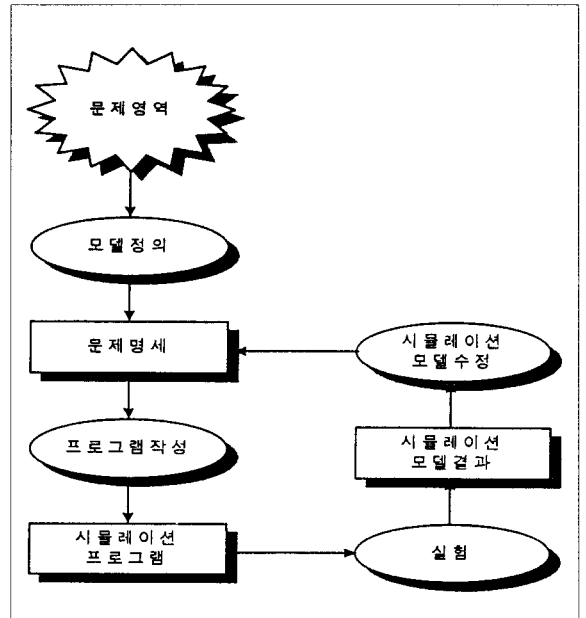 문제영역
모델정의
문제명세
프로그램작성
시뮬레이션
프로그램
실험
시뮬레이션
모델결과
시뮬레이션
모델수정